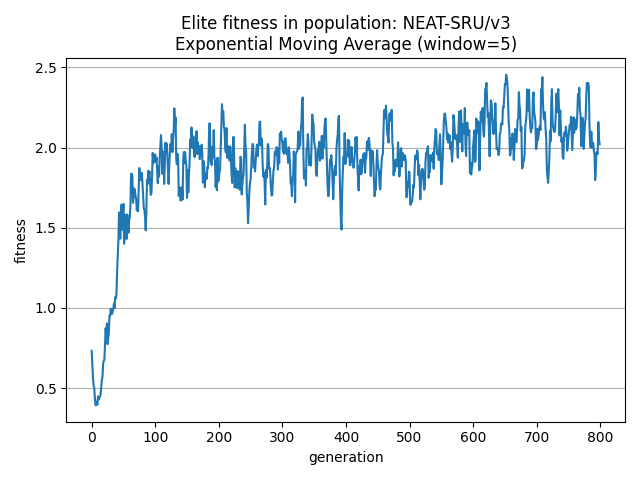 Elite fitness in population: NEAT-SRU/v3
Exponential Moving Average (window=5)
2.5
2.0
1.5
1.0
0.5
fitness
0 100 200 300 400 500 600 700 800
generation